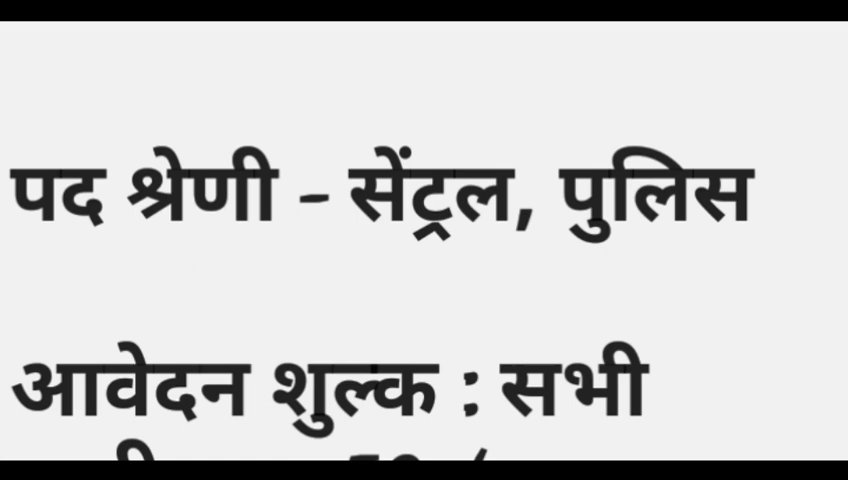 पद श्रेणी - सेंट्रल, पुलिस
आवेदन शुल्क : सभी